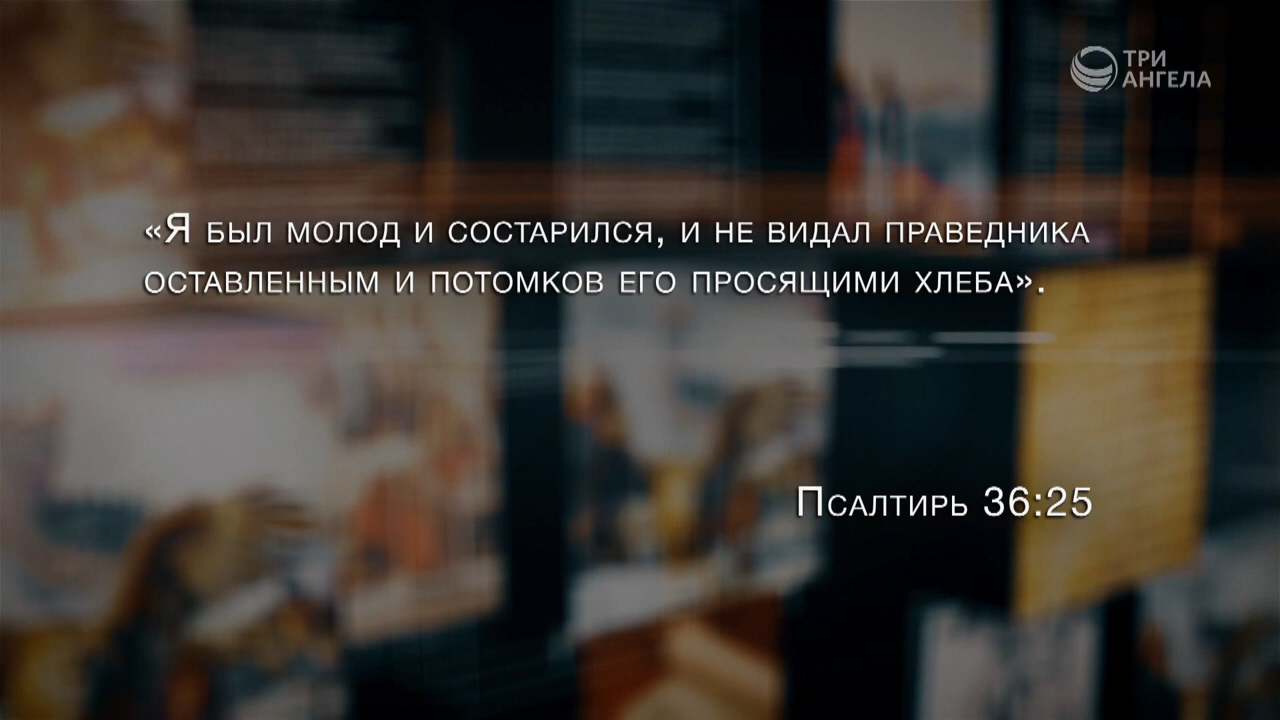 ТРИ
АНГЕЛА
«Я был молод и состарился, и не видал праведника
оставленным и потомков его просящими хлеба».
Псалтирь 36:25